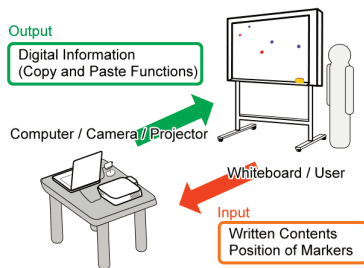 Output
Digital Information
(Copy and Paste Functions)
Computer / Camera / Projector
Whiteboard / User
Input
Written Contents
Position of Markers